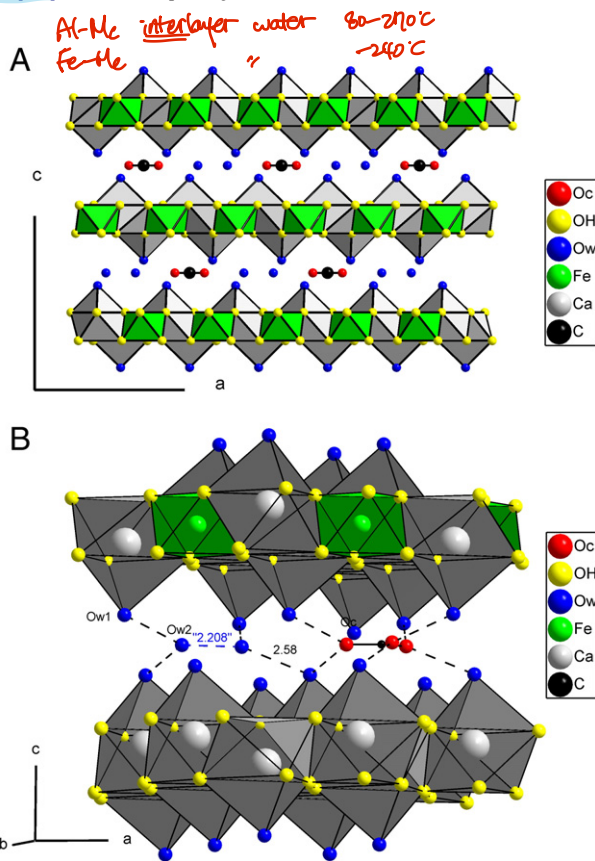 Al-Mc interlayer water 80-270°C
Fe-Mc " -240°C
A
c
a
Oc
OH
Ow
Fe
Ca
C
B
Ow1
Ow2
"2.208"
2.58
Oc
Oc
OH
Ow
Fe
Ca
C
c
b
a